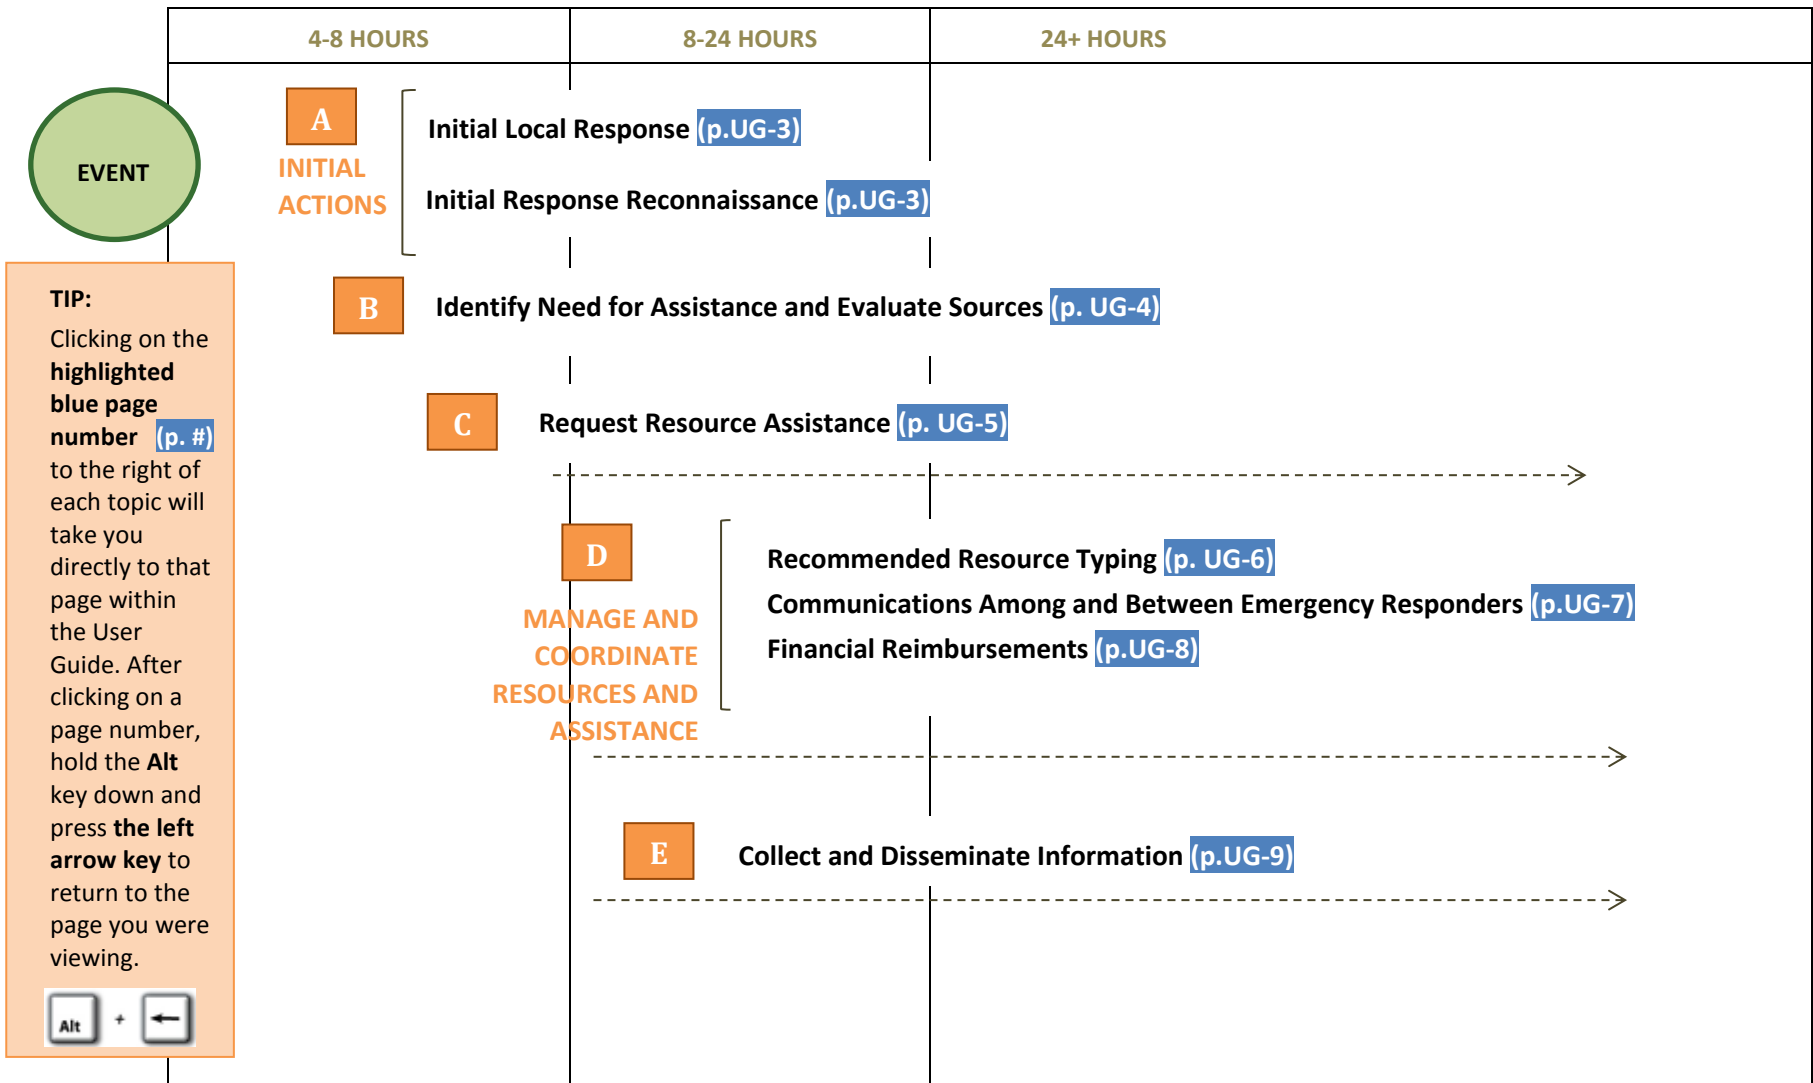 4-8 HOURS
8-24 HOURS
24+ HOURS
EVENT
A
INITIAL
ACTIONS
Initial Local Response (p.UG-3)
Initial Response Reconnaissance (p.UG-3)
B
Identify Need for Assistance and Evaluate Sources (p. UG-4)
C
Request Resource Assistance (p. UG-5)
D
MANAGE AND
COORDINATE
RESOURCES AND
ASSISTANCE
Recommended Resource Typing (p. UG-6)
Communications Among and Between Emergency Responders (p.UG-7)
Financial Reimbursements (p.UG-8)
E
Collect and Disseminate Information (p.UG-9)
TIP:
Clicking on the
highlighted
blue page
number (p. #)
to the right of
each topic will
take you
directly to that
page within
the User
Guide. After
clicking on a
page number,
hold the Alt
key down and
press the left
arrow key to
return to the
page you were
viewing.
Alt + ←